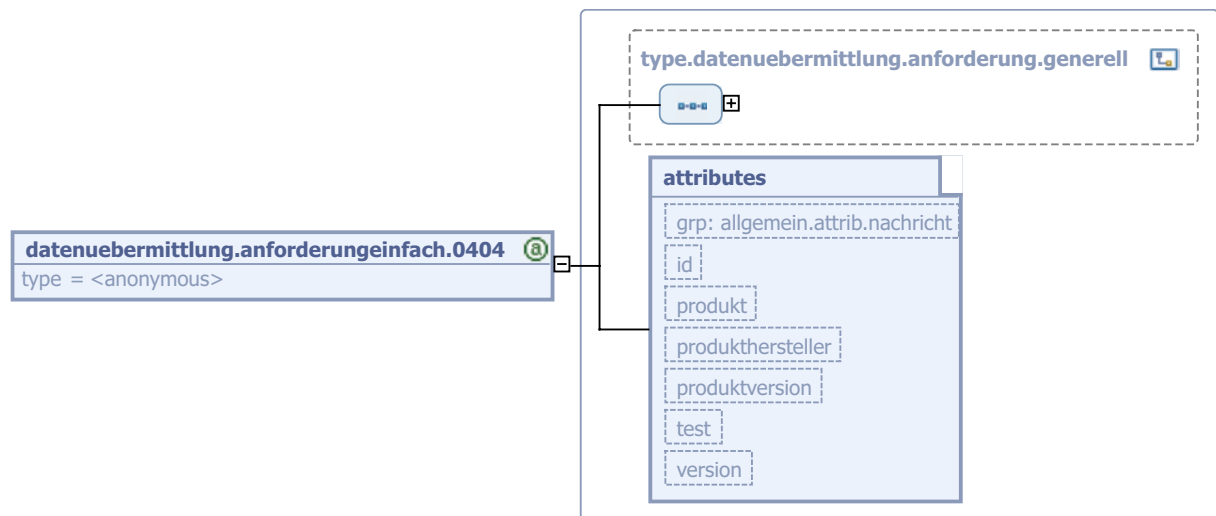 type.datenuebermittlung.anforderung.generell
attributes
grp: allgemein.attrib.nachricht
datenuebermittlung.anforderungeinfach.0404 @
type = <anonymous>
id
produkt
produkthersteller
produktversion
test
version